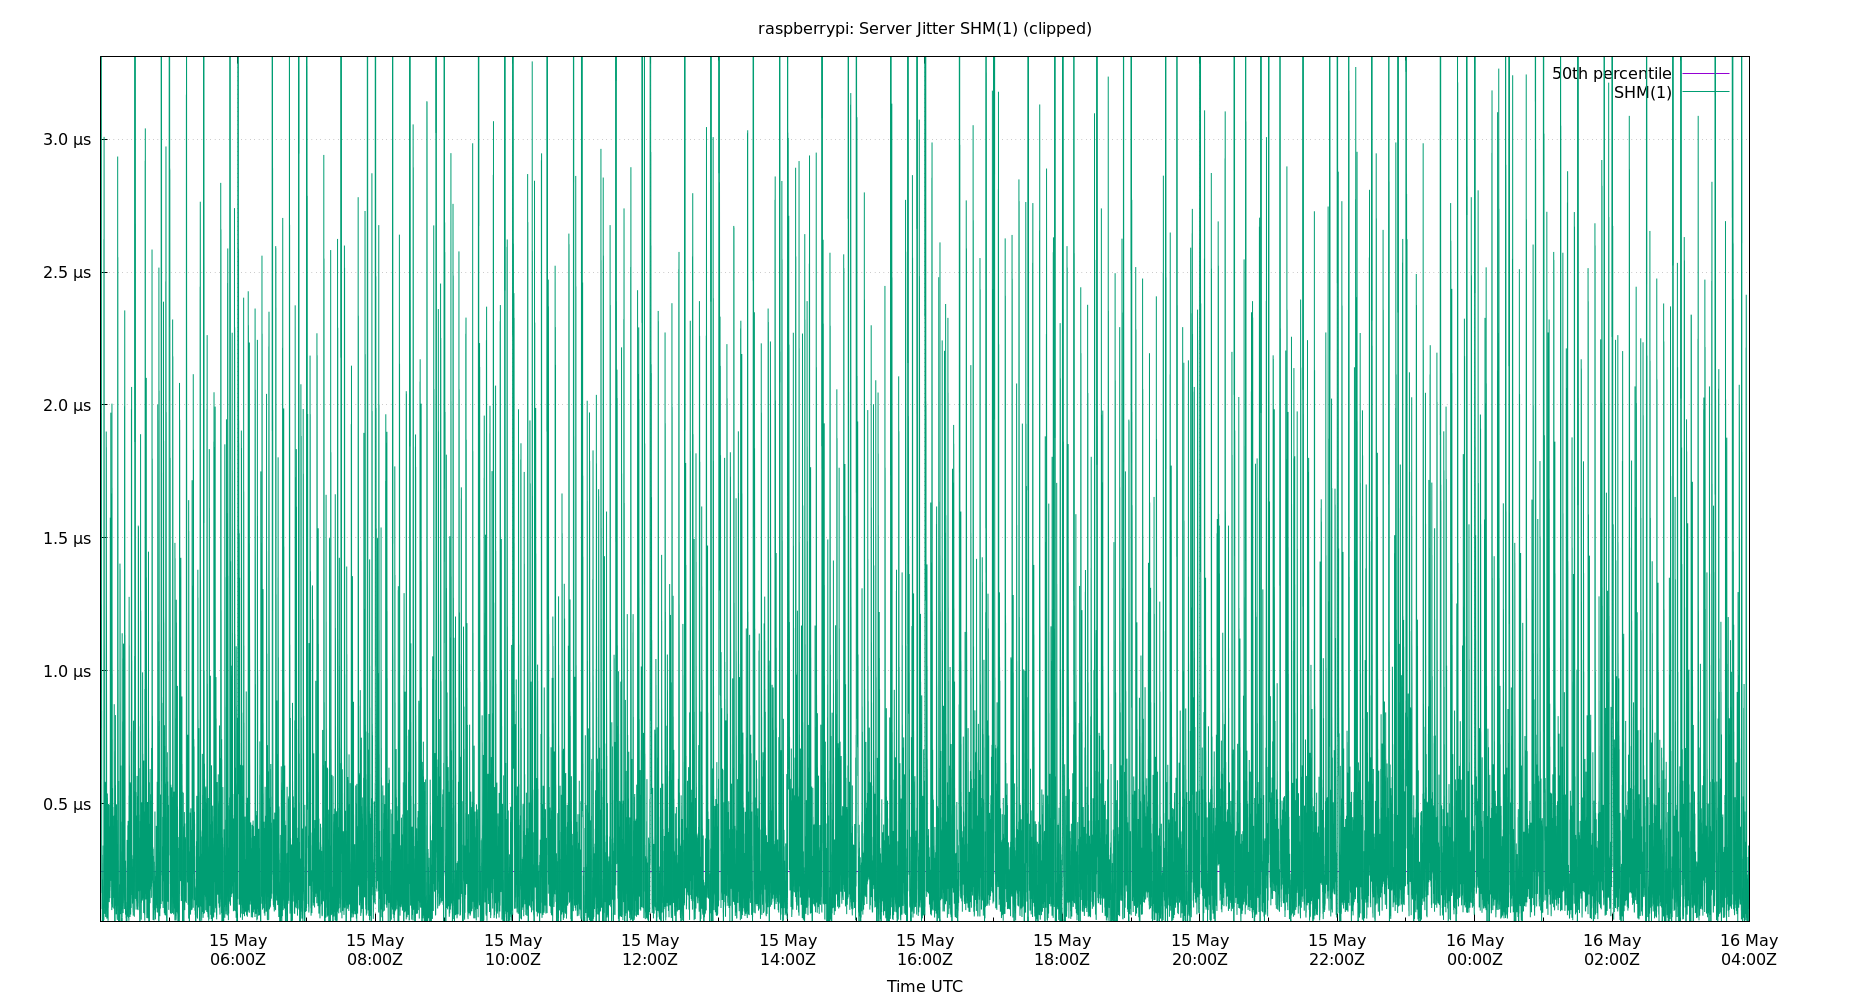 raspberrypi: Server Jitter SHM(1) (clipped)
50th percentile
SHM(1)
3.0 µs
2.5 µs
2.0 µs
1.5 µs
1.0 µs
0.5 µs
15 May 15 May 15 May 15 May 15 May 15 May 15 May 15 May 15 May 16 May 16 May 16 May
06:00Z 08:00Z 10:00Z 12:00Z 14:00Z 16:00Z 18:00Z 20:00Z 22:00Z 00:00Z 02:00Z 04:00Z
Time UTC